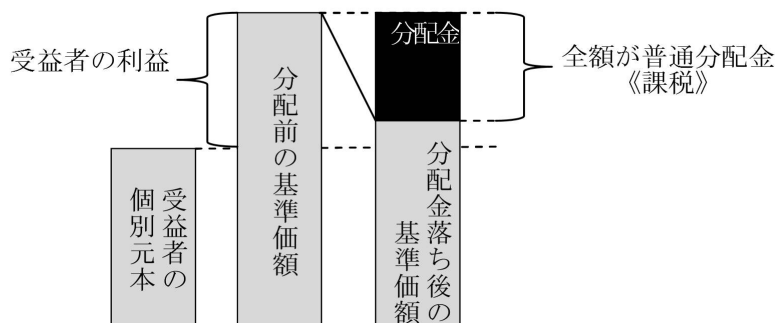 受益者の利益
分配前の基準価額
分配金
全額が普通分配金
《課税》
受益者の
個別元本
分配金落ち後の
基準価額